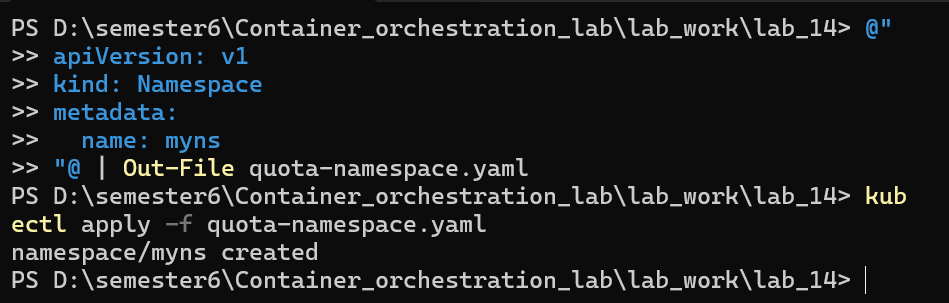 PS D:\semester6\Container_orchestration_lab\lab_work\lab_14> @"
>> apiVersion: v1
>> kind: Namespace
>> metadata:
>>   name: myns
>> "@ | Out-File quota-namespace.yaml
PS D:\semester6\Container_orchestration_lab\lab_work\lab_14> kub
ectl apply -f quota-namespace.yaml
namespace/myns created
PS D:\semester6\Container_orchestration_lab\lab_work\lab_14>